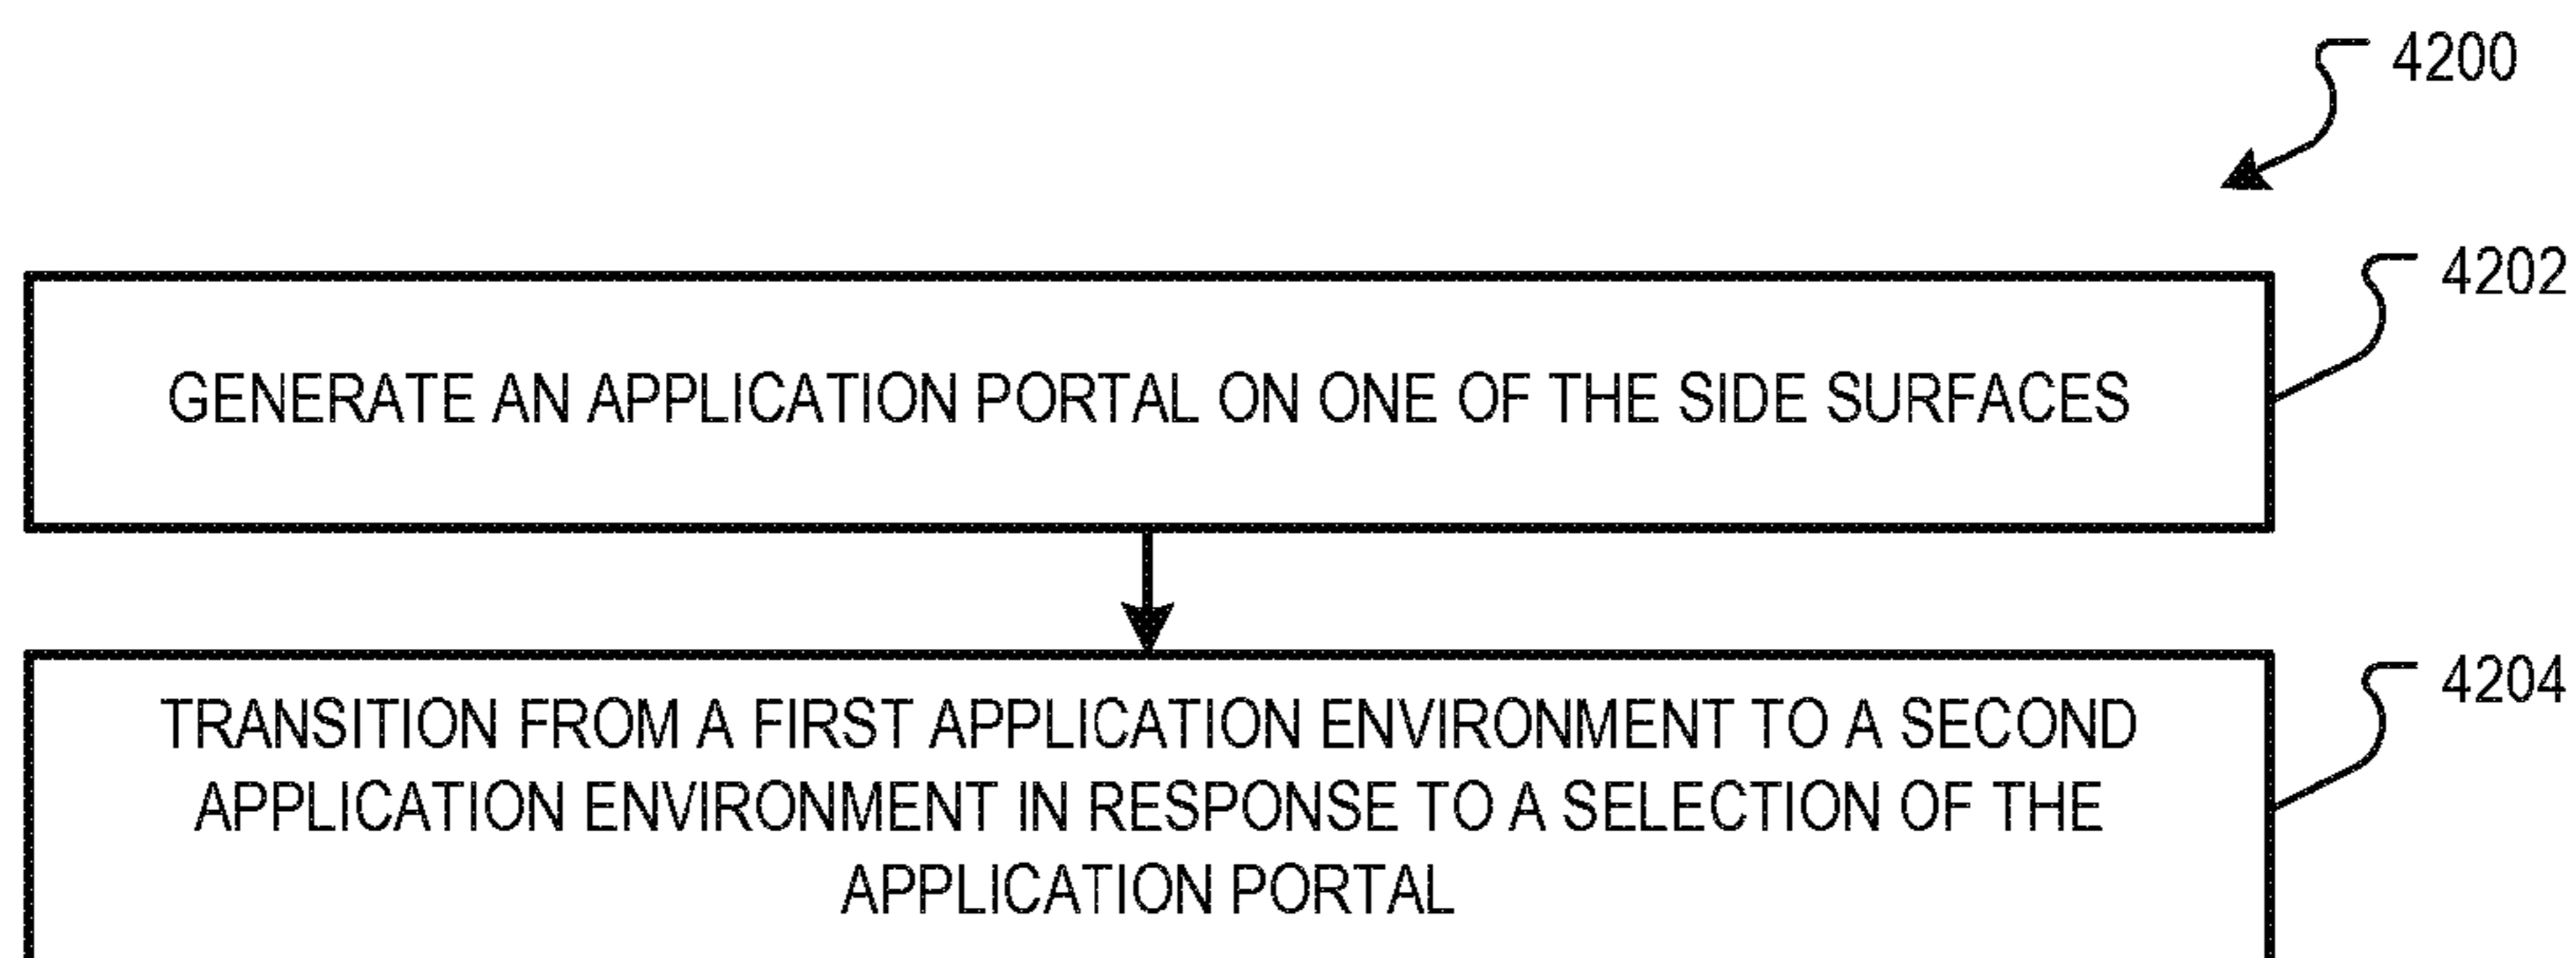 4200
4202
GENERATE AN APPLICATION PORTAL ON ONE OF THE SIDE SURFACES
4204
TRANSITION FROM A FIRST APPLICATION ENVIRONMENT TO A SECOND
APPLICATION ENVIRONMENT IN RESPONSE TO A SELECTION OF THE
APPLICATION PORTAL